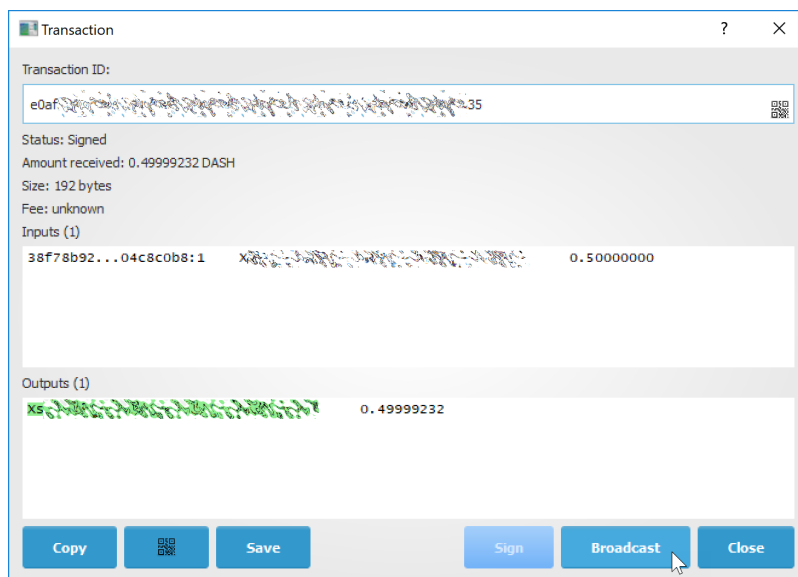 Transaction
Transaction ID:
e0af 35
Status: Signed
Amount received: 0.49999232 DASH
Size: 192 bytes
Fee: unknown
Inputs (1)
38f78b92...04c8c0b8:1 X 0.50000000
Outputs (1)
Xs 0.49999232
Copy Save Sign Broadcast Close